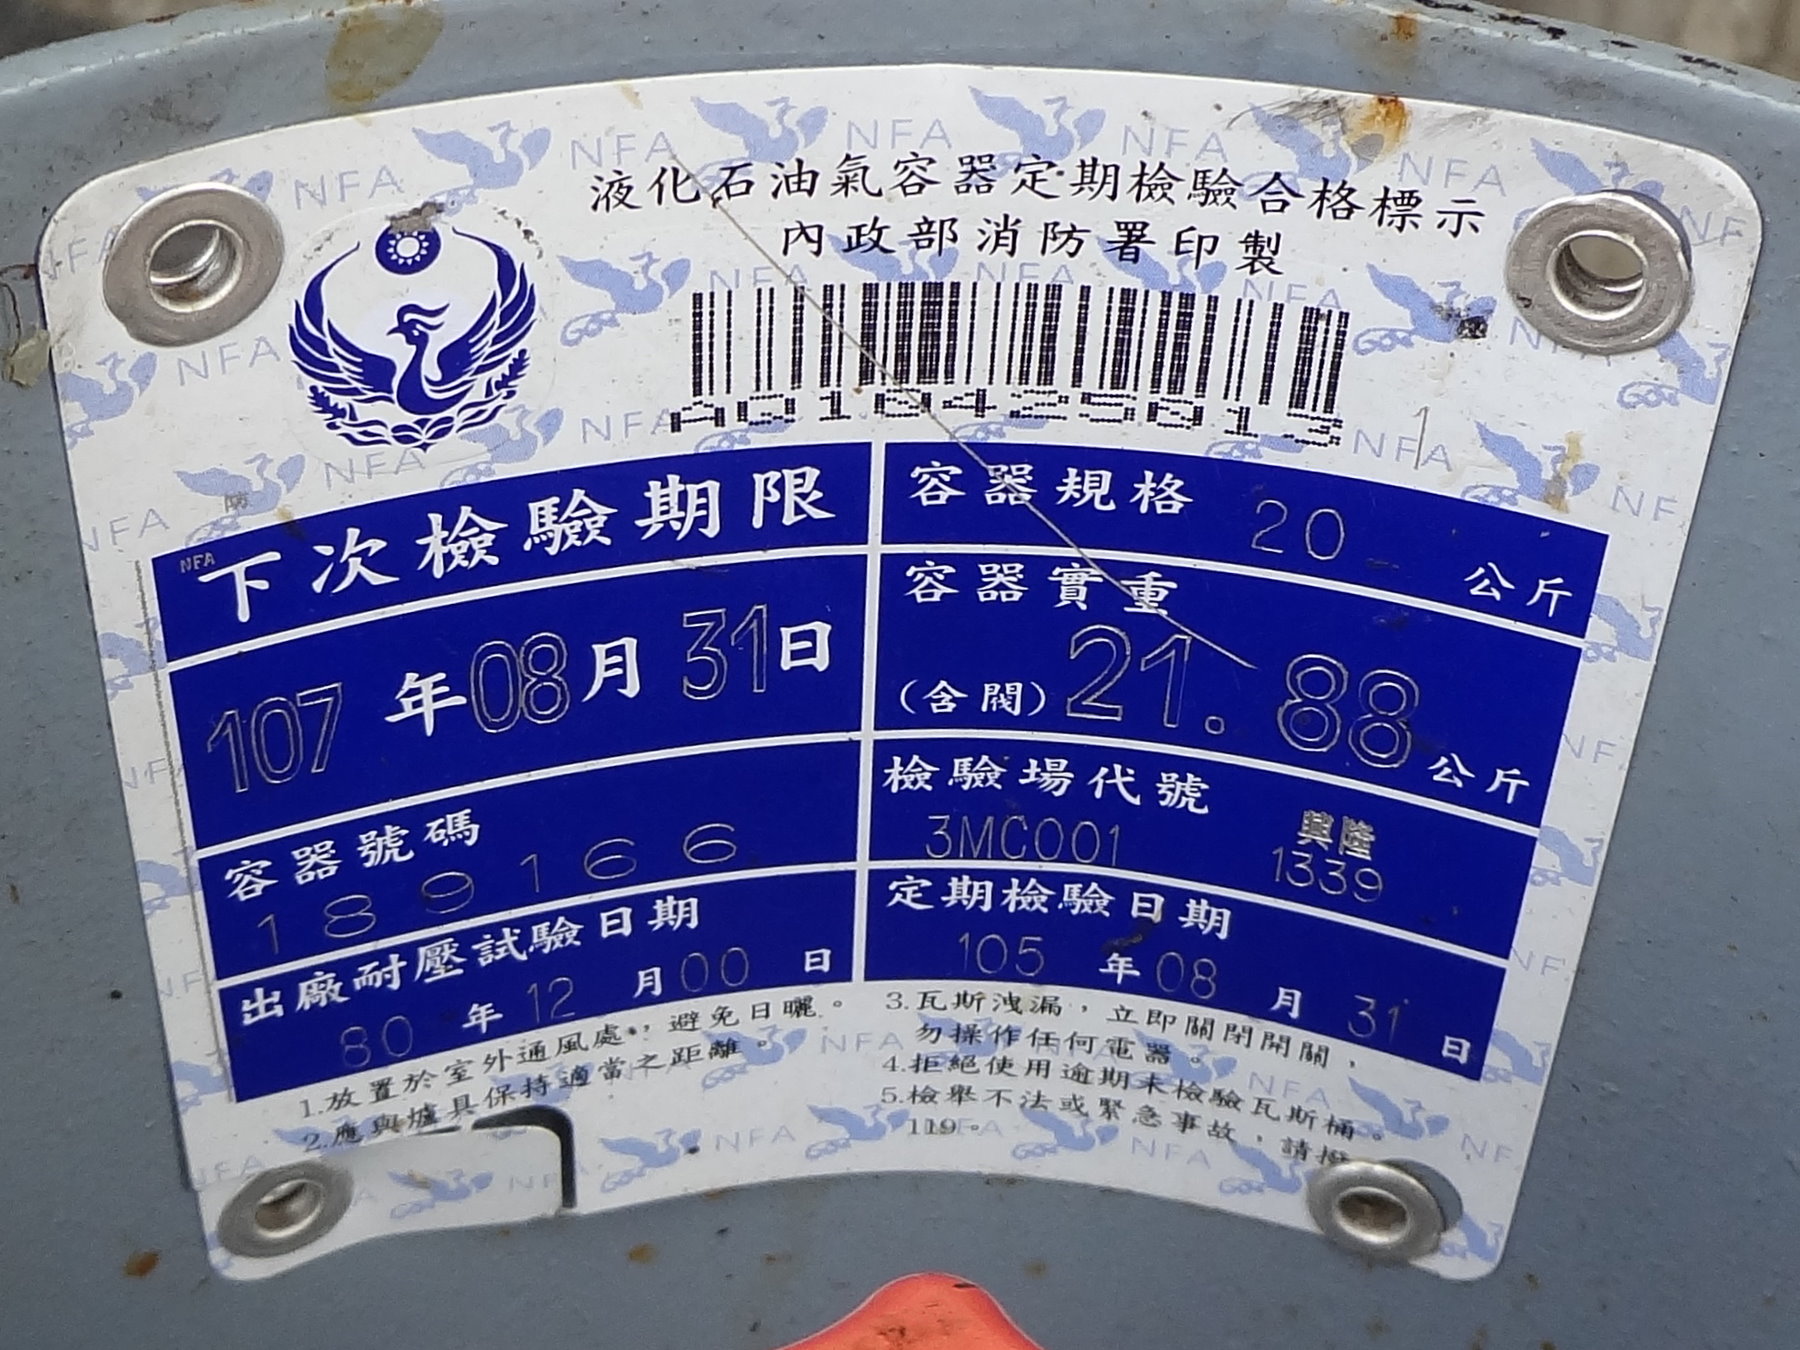 液化石油氣容器定期檢驗合格標示
內政部消防署印製
AQ10425013
下次檢驗期限
107 年 08 月 31 日
容器號碼
189166
出廠耐壓試驗日期
80 年 12 月 00 日
容器規格 20 公斤
容器實重
(含閥) 21.88 公斤
檢驗場代號 興隆
3MC001 1339
定期檢驗日期
105 年 08 月 31 日
1.放置於室外通風處,避免日曬。
2.應與爐具保持適當之距離。
3.瓦斯洩漏,立即關閉開關,
勿操作任何電器。
4.拒絕使用逾期未檢驗瓦斯桶。
5.檢舉不法或緊急事故,請撥
119。
NFA